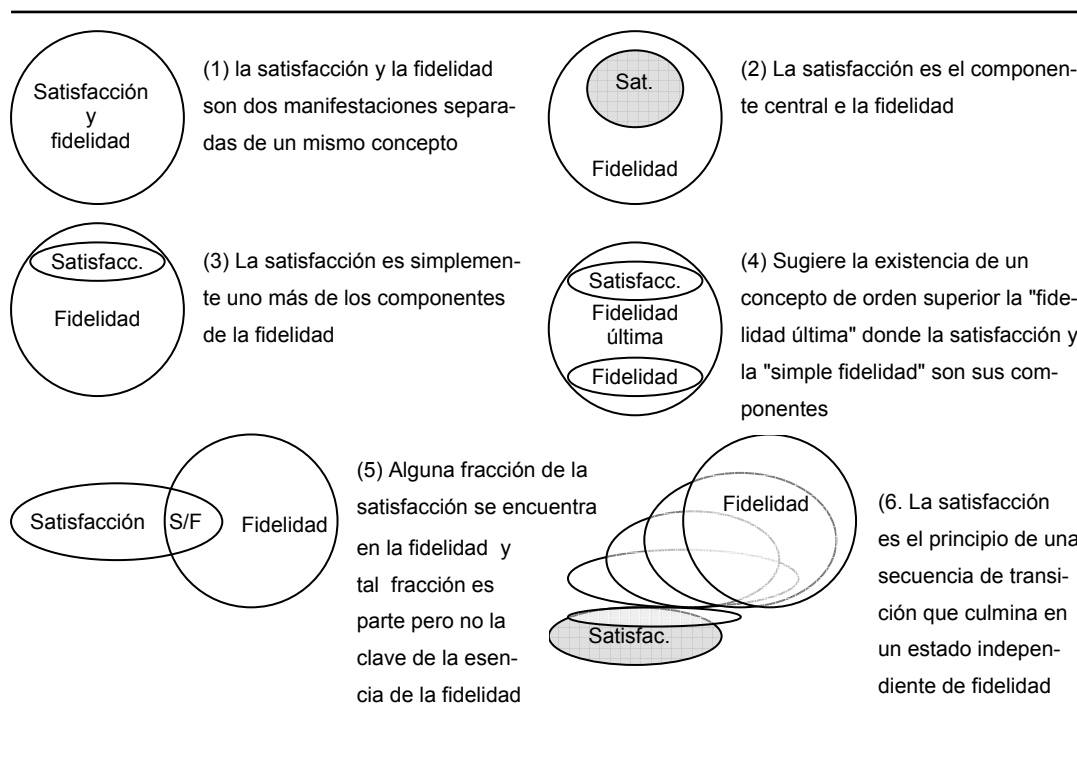 Satisfacción
y
fidelidad
(1) la satisfacción y la fidelidad
son dos manifestaciones separa-
das de un mismo concepto
Sat.
Fidelidad
(2) La satisfacción es el componen-
te central e la fidelidad
Satisfacc.
Fidelidad
(3) La satisfacción es simplemen-
te uno más de los componentes
de la fidelidad
Satisfacc.
Fidelidad
última
Fidelidad
(4) Sugiere la existencia de un
concepto de orden superior la "fide-
lidad última" donde la satisfacción y
la "simple fidelidad" son sus com-
ponentes
Satisfacción
S/F
Fidelidad
(5) Alguna fracción de la
satisfacción se encuentra
en la fidelidad y
tal fracción es
parte pero no la
clave de la esen-
cia de la fidelidad
Fidelidad
Satisfac.
(6. La satisfacción
es el principio de una
secuencia de transi-
ción que culmina en
un estado indepen-
diente de fidelidad